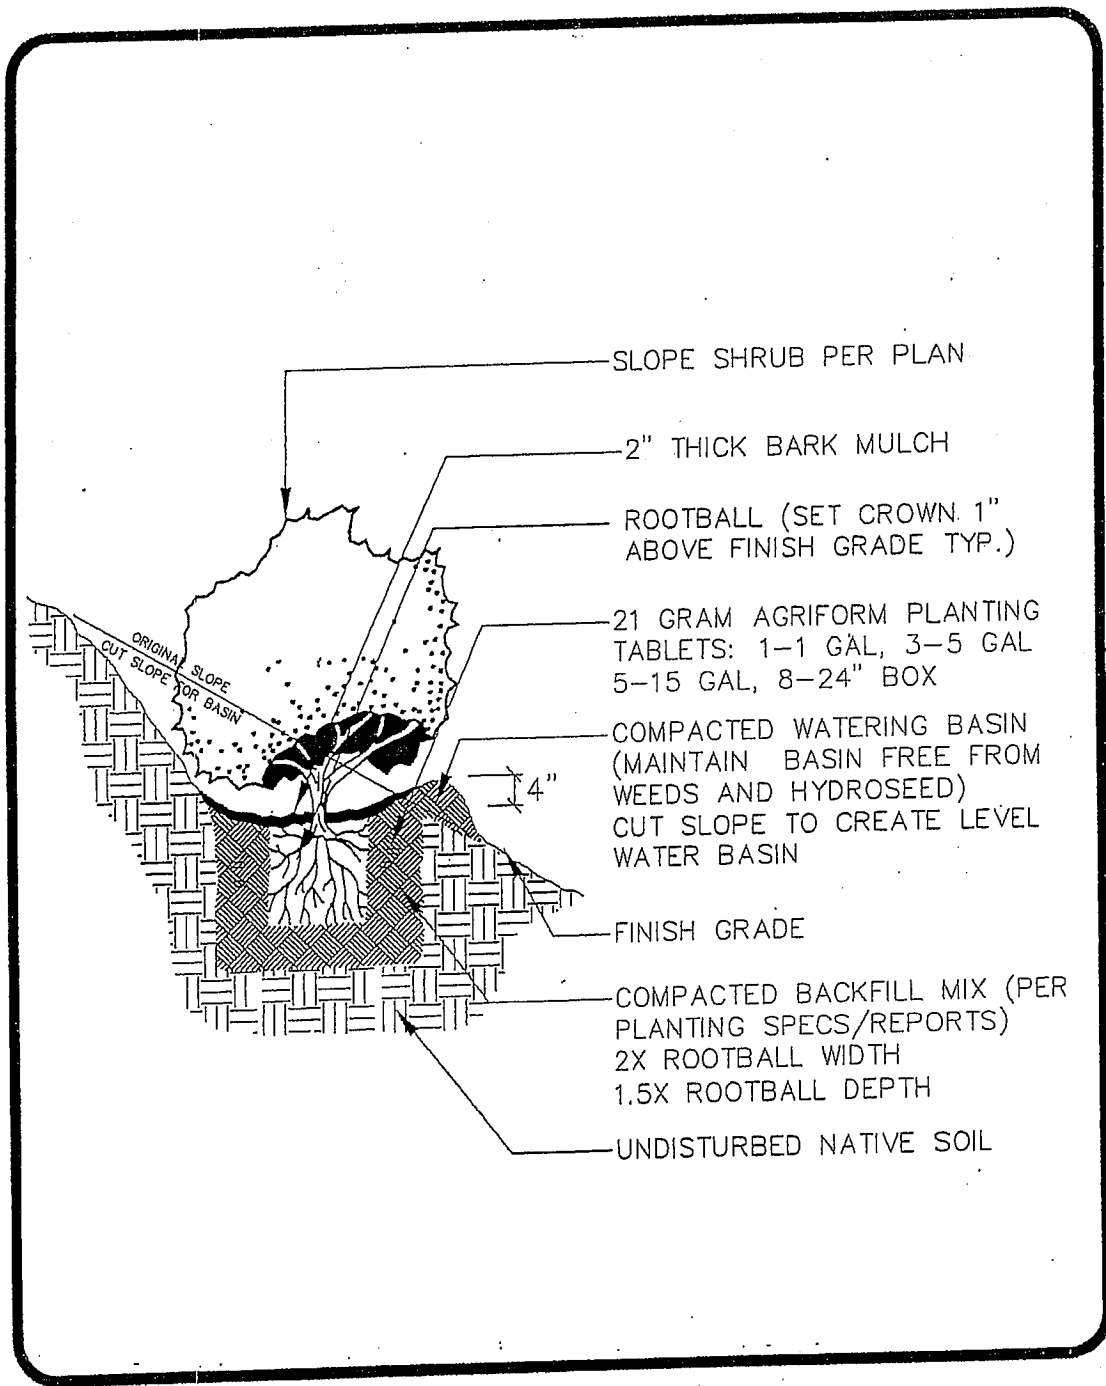 SLOPE SHRUB PER PLAN
2" THICK BARK MULCH
ROOTBALL (SET CROWN 1"
ABOVE FINISH GRADE TYP.)
21 GRAM AGRIFORM PLANTING
TABLETS: 1-1 GAL, 3-5 GAL
5-15 GAL, 8-24" BOX
ORIGINAL SLOPE
CUT SLOPE FOR BASIN
COMPACTED WATERING BASIN
(MAINTAIN BASIN FREE FROM
WEEDS AND HYDROSEED)
CUT SLOPE TO CREATE LEVEL
WATER BASIN
4"
FINISH GRADE
COMPACTED BACKFILL MIX (PER
PLANTING SPECS/REPORTS)
2X ROOTBALL WIDTH
1.5X ROOTBALL DEPTH
UNDISTURBED NATIVE SOIL